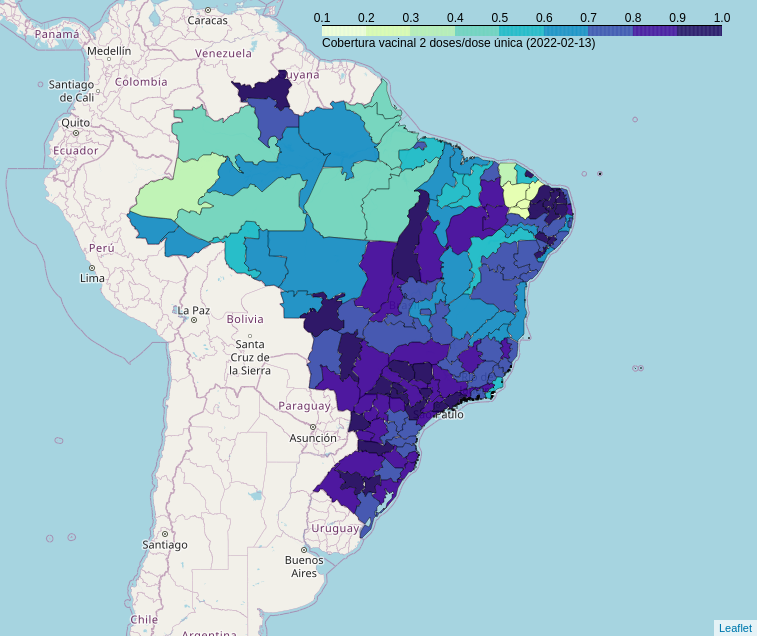 0.1 0.2 0.3 0.4 0.5 0.6 0.7 0.8 0.9 1.0
Cobertura vacinal 2 doses/dose única (2022-02-13)
Caracas
Panamá
Medellín
Venezuela
uyana
Santiago
de Cali
Colombia
Quito
Ecuador
Perú
Lima
La Paz
Bolivia
Santa
Cruz de
la Sierra
Paraguay
Asunción
Paulo
Uruguay
Santiago
Buenos
Aires
Chile
Argentina
Leaflet